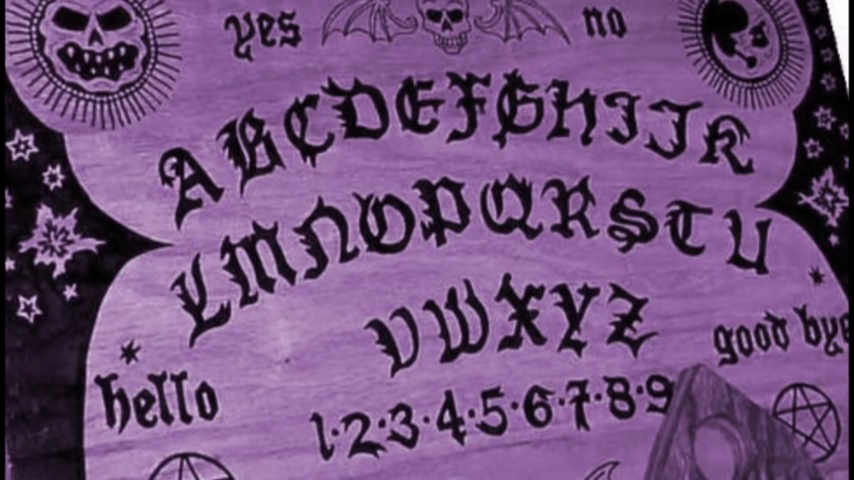 yes no
ABCDEFGHIJK
LMNOPQRSTU
VWXYZ
hello good bye
1·2·3·4·5·6·7·8·9